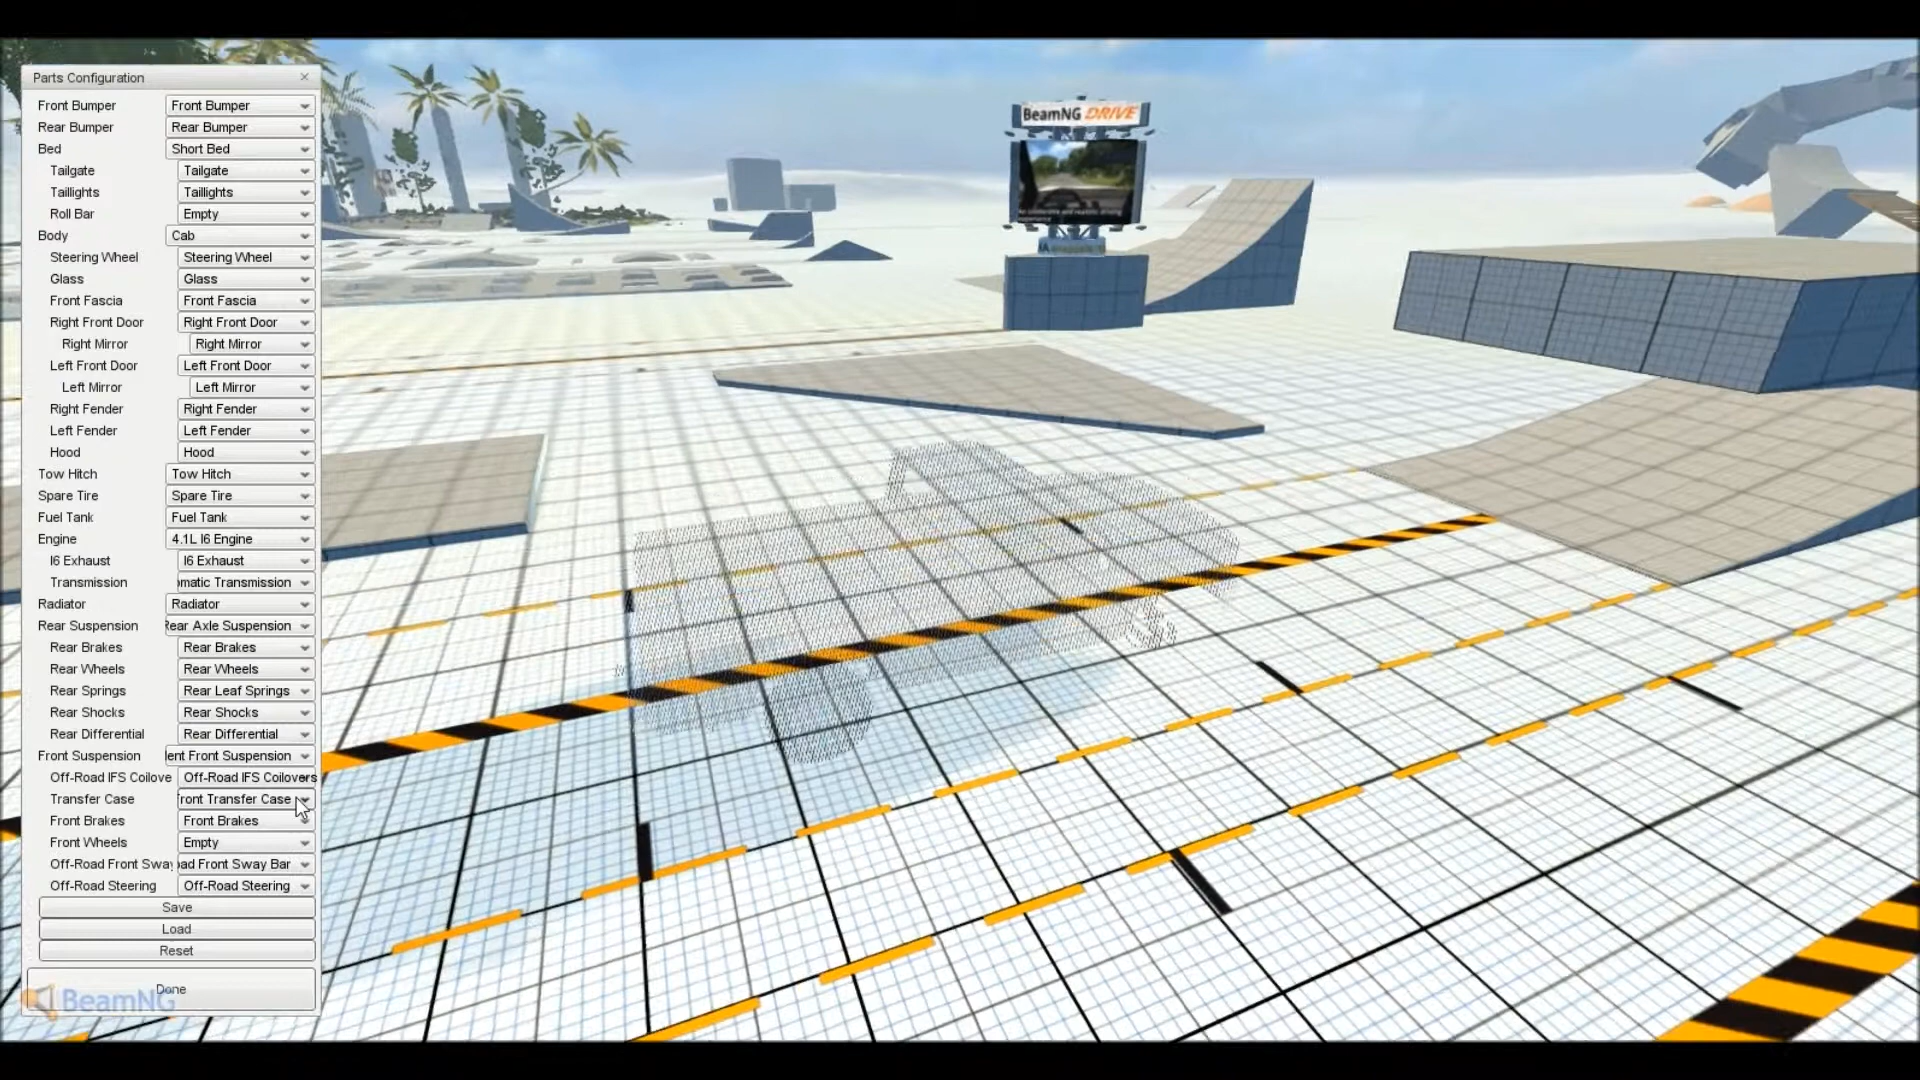 Parts Configuration
Front Bumper Front Bumper
Rear Bumper Rear Bumper
Bed Short Bed
Tailgate Tailgate
Taillights Taillights
Roll Bar Empty
Body Cab
Steering Wheel Steering Wheel
Glass Glass
Front Fascia Front Fascia
Right Front Door Right Front Door
Right Mirror Right Mirror
Left Front Door Left Front Door
Left Mirror Left Mirror
Right Fender Right Fender
Left Fender Left Fender
Hood Hood
Tow Hitch Tow Hitch
Spare Tire Spare Tire
Fuel Tank Fuel Tank
Engine 4.1L I6 Engine
I6 Exhaust I6 Exhaust
Transmission omatic Transmission
Radiator Radiator
Rear Suspension Rear Axle Suspension
Rear Brakes Rear Brakes
Rear Wheels Rear Wheels
Rear Springs Rear Leaf Springs
Rear Shocks Rear Shocks
Rear Differential Rear Differential
Front Suspension ent Front Suspension
Off-Road IFS Coilove Off-Road IFS Coilovers
Transfer Case Front Transfer Case
Front Brakes Front Brakes
Front Wheels Empty
Off-Road Front Sway oad Front Sway Bar
Off-Road Steering Off-Road Steering
Save
Load
Reset
Done
BeamNG
BeamNG DRIVE